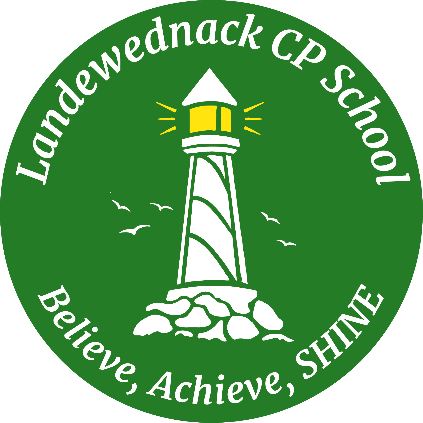 Landewednack CP School
Believe, Achieve, SHINE